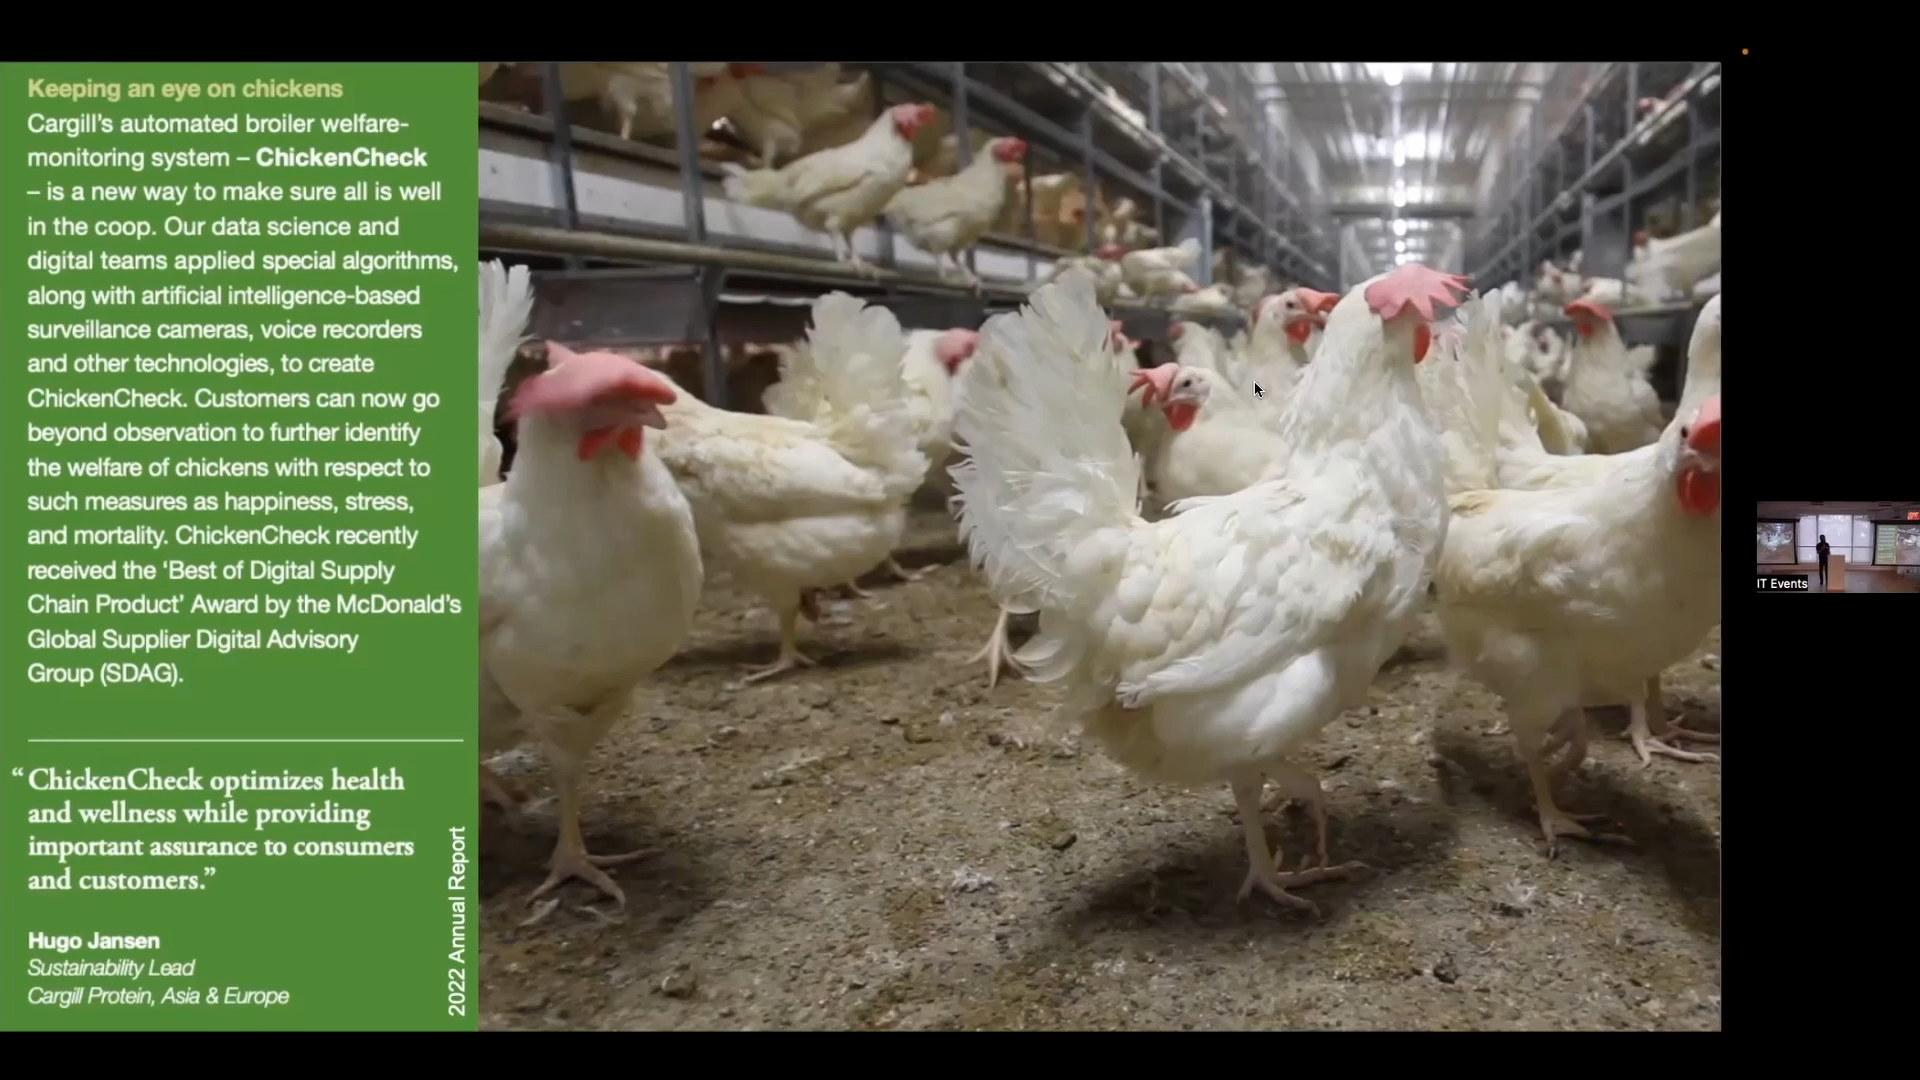 Keeping an eye on chickens
Cargill's automated broiler welfare-
monitoring system – ChickenCheck
– is a new way to make sure all is well
in the coop. Our data science and
digital teams applied special algorithms,
along with artificial intelligence-based
surveillance cameras, voice recorders
and other technologies, to create
ChickenCheck. Customers can now go
beyond observation to further identify
the welfare of chickens with respect to
such measures as happiness, stress,
and mortality. ChickenCheck recently
received the ‘Best of Digital Supply
Chain Product’ Award by the McDonald’s
Global Supplier Digital Advisory
Group (SDAG).
“ ChickenCheck optimizes health
and wellness while providing
important assurance to consumers
and customers.”
Hugo Jansen
Sustainability Lead
Cargill Protein, Asia & Europe
2022 Annual Report
IT Events